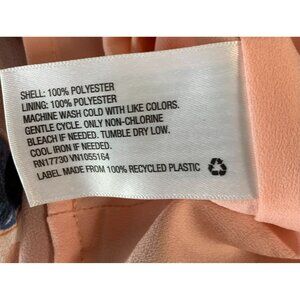 SHELL: 100% POLYESTER
LINING: 100% POLYESTER
MACHINE WASH COLD WITH LIKE COLORS.
GENTLE CYCLE. ONLY NON-CHLORINE
BLEACH IF NEEDED. TUMBLE DRY LOW.
COOL IRON IF NEEDED.
RN17730 VN1055164
LABEL MADE FROM 100% RECYCLED PLASTIC